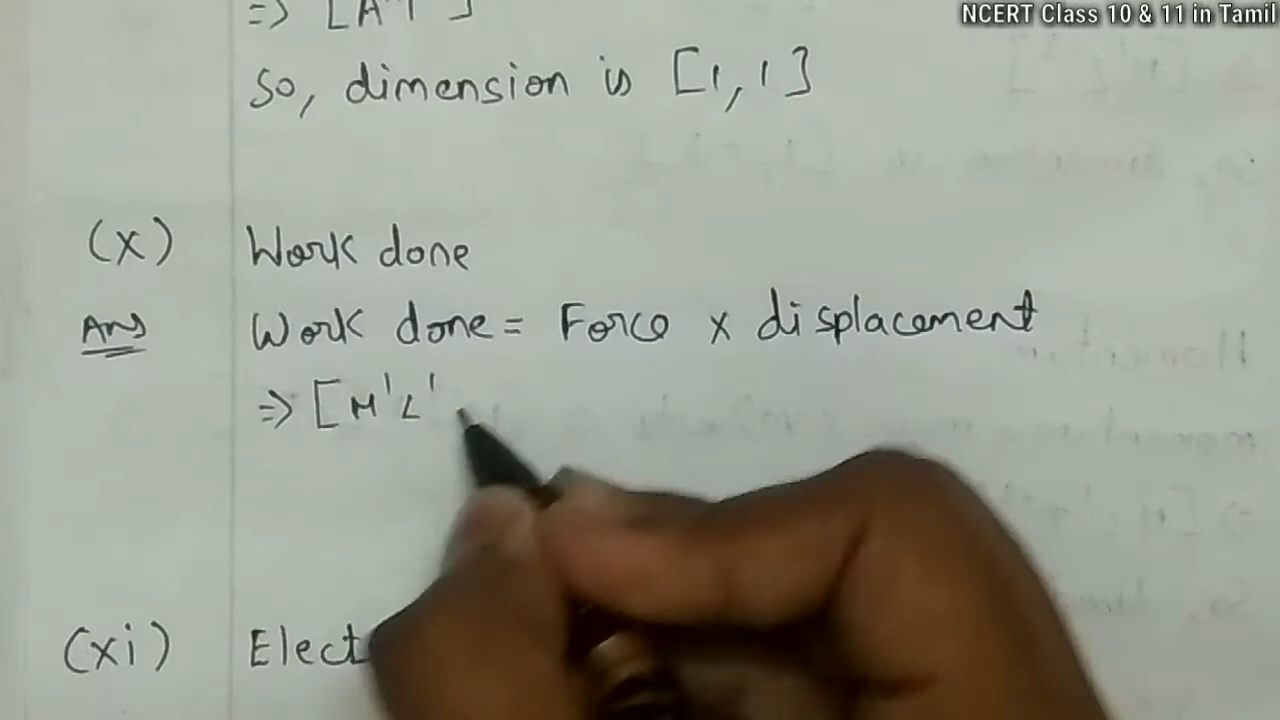 NCERT Class 10 & 11 in Tamil
=> [A T ]
So, dimension is [1, 1]
(x) Work done
Ans Work done = Force x displacement
=> [M¹L¹
(xi) Elect